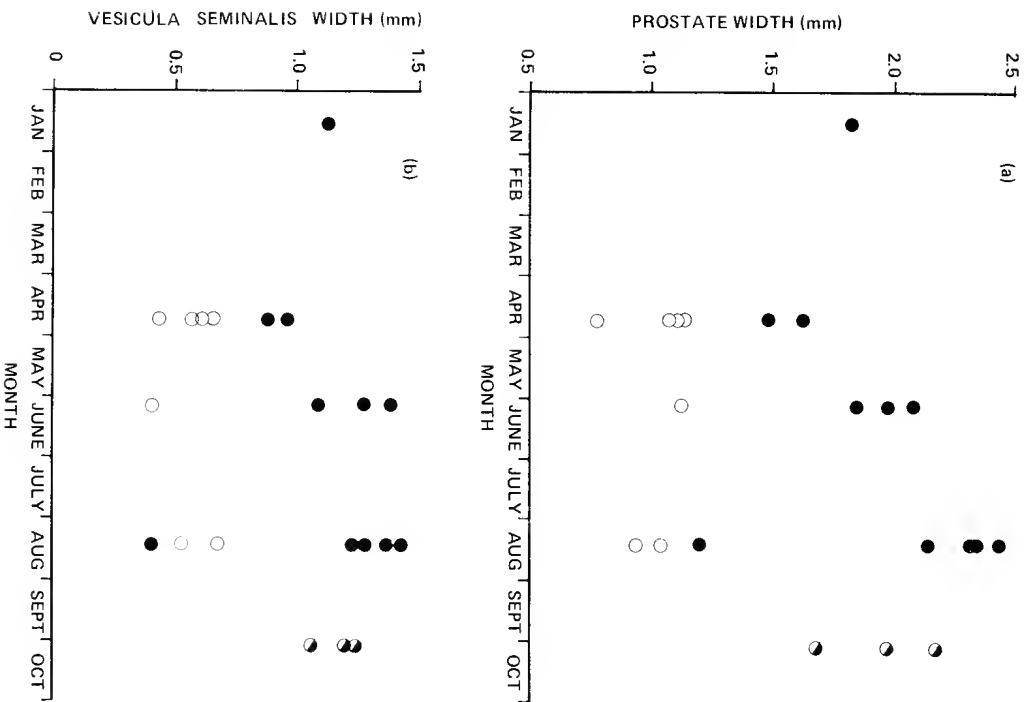 (a)
PROSTATE WIDTH (mm)
2.5
2.0
1.5
1.0
0.5
JAN FEB MAR APR MAY JUNE JULY AUG SEPT OCT
MONTH
(b)
VESICULA SEMINALIS WIDTH (mm)
1.5
1.0
0.5
0
JAN FEB MAR APR MAY JUNE JULY AUG SEPT OCT
MONTH